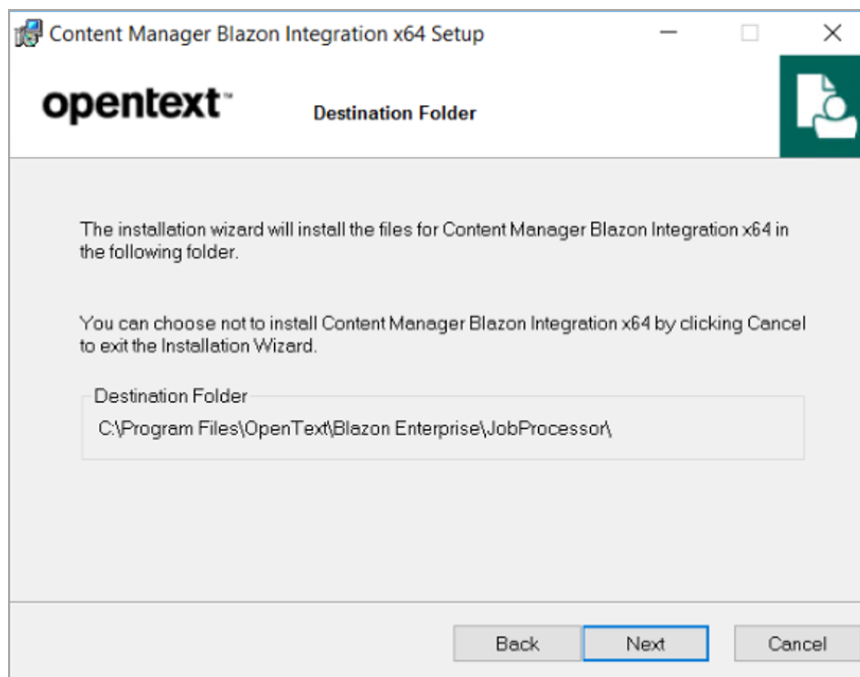 Content Manager Blazon Integration x64 Setup
opentext™
Destination Folder
The installation wizard will install the files for Content Manager Blazon Integration x64 in
the following folder.
You can choose not to install Content Manager Blazon Integration x64 by clicking Cancel
to exit the Installation Wizard.
Destination Folder
C:\Program Files\OpenText\Blazon Enterprise\JobProcessor\
Back
Next
Cancel